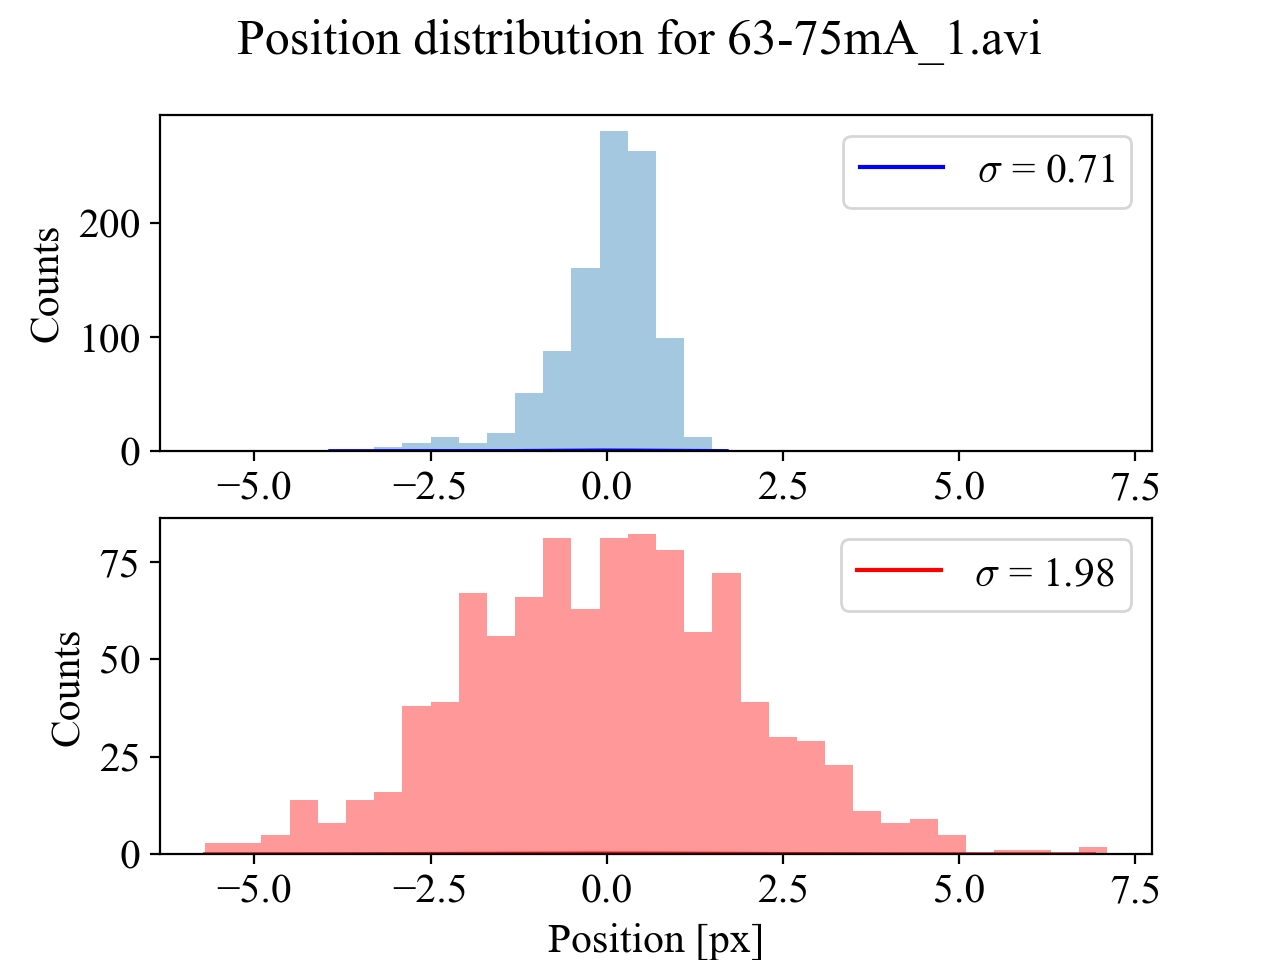 Position distribution for 63-75mA_1.avi
Counts
200
100
0
σ = 0.71
−5.0 −2.5 0.0 2.5 5.0 7.5
Counts
75
50
25
0
σ = 1.98
−5.0 −2.5 0.0 2.5 5.0 7.5
Position [px]